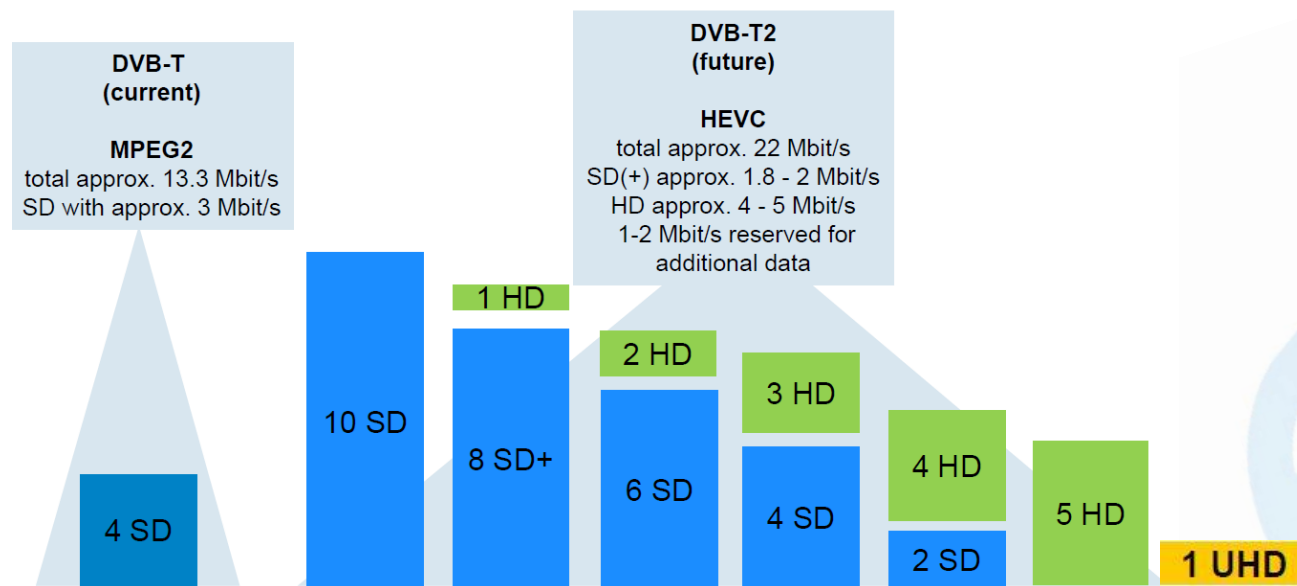 DVB-T
(current)
MPEG2
total approx. 13.3 Mbit/s
SD with approx. 3 Mbit/s
DVB-T2
(future)
HEVC
total approx. 22 Mbit/s
SD(+) approx. 1.8 - 2 Mbit/s
HD approx. 4 - 5 Mbit/s
1-2 Mbit/s reserved for
additional data
4 SD
10 SD
1 HD
8 SD+
2 HD
6 SD
3 HD
4 SD
4 HD
2 SD
5 HD
1 UHD